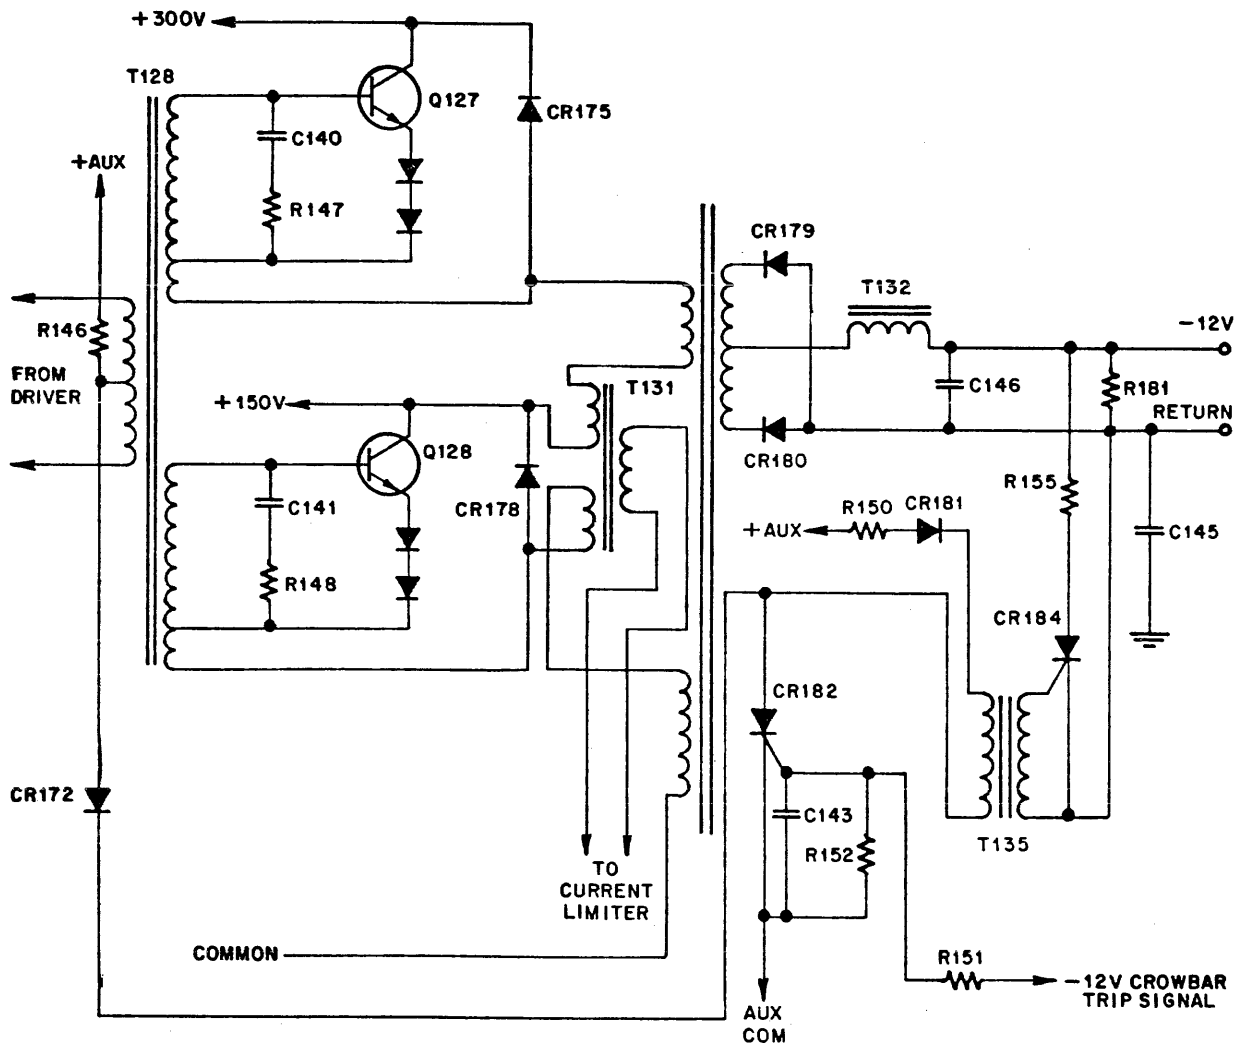 +300V
T128
Q127
CR175
C140
+AUX
R147
CR179
T132
-12V
R146
FROM
DRIVER
T131
C146
R181
+150V
RETURN
Q128
CR180
CR178
C141
R155
R150
CR181
+AUX
C145
R148
CR184
CR182
CR172
C143
R152
T135
TO
CURRENT
LIMITER
COMMON
R151
-12V CROWBAR
TRIP SIGNAL
AUX
COM